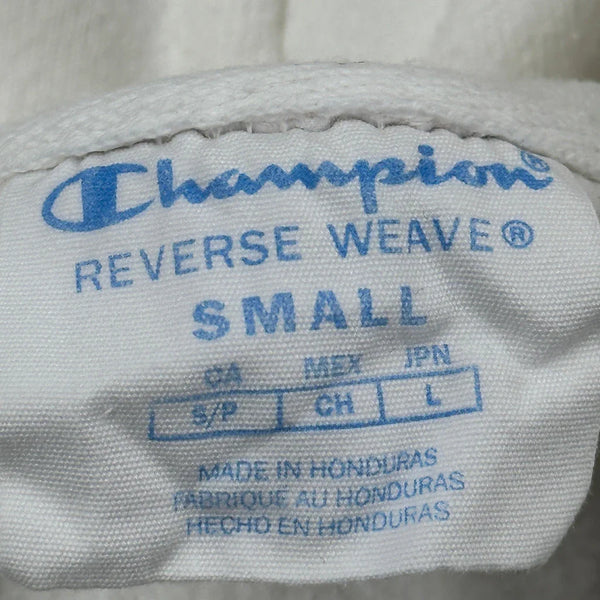 Champion®
REVERSE WEAVE®
SMALL
CA MEX JPN
S/P CH L
MADE IN HONDURAS
FABRIQUE AU HONDURAS
HECHO EN HONDURAS